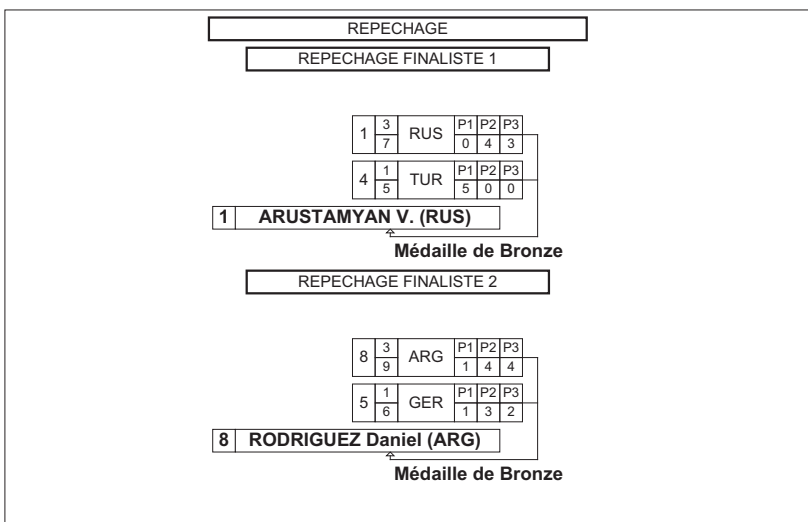 REPECHAGE
REPECHAGE FINALISTE 1
1 3 RUS P1 P2 P3
7 0 4 3
4 1 TUR P1 P2 P3
5 5 0 0
1 ARUSTAMYAN V. (RUS)
Médaille de Bronze
REPECHAGE FINALISTE 2
8 3 ARG P1 P2 P3
9 1 4 4
5 1 GER P1 P2 P3
6 1 3 2
8 RODRIGUEZ Daniel (ARG)
Médaille de Bronze